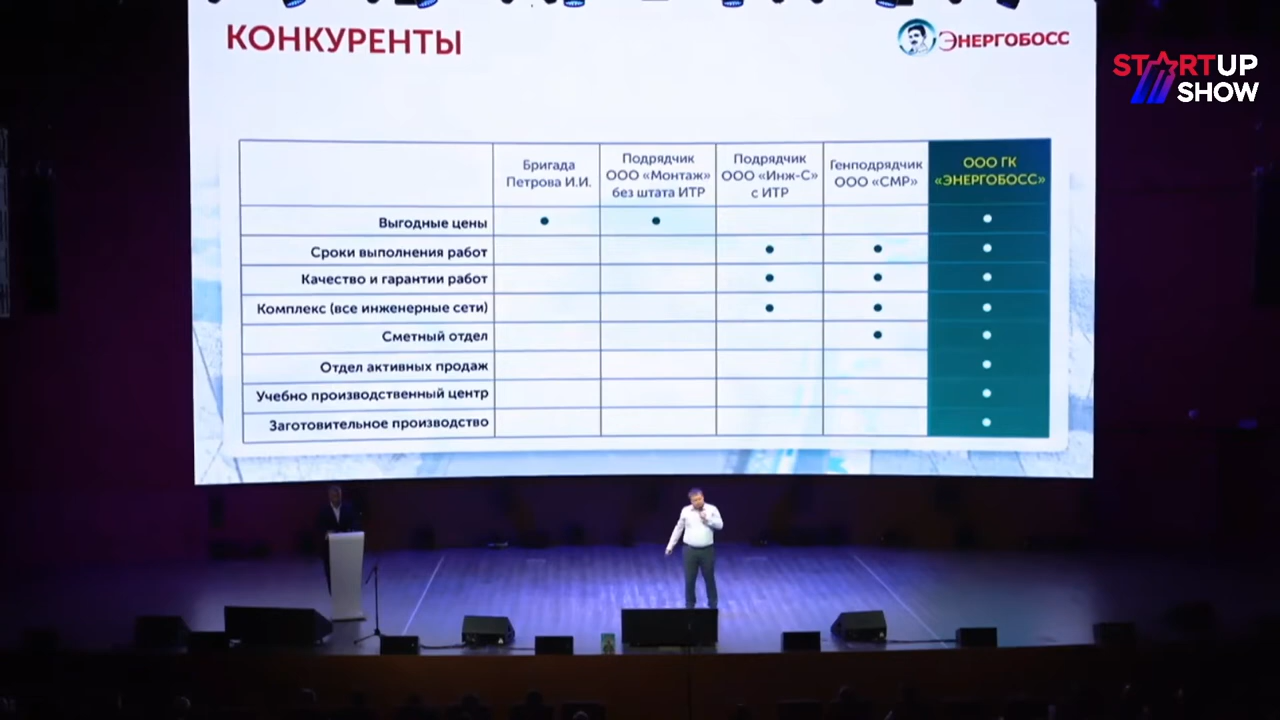 КОНКУРЕНТЫ
ЭНЕРГОБОСС
STARTUP
SHOW
Бригада
Петрова И.И.
Подрядчик
ООО «Монтаж»
без штата ИТР
Подрядчик
ООО «Инж-С»
с ИТР
Генподрядчик
ООО «СМР»
ООО ГК
«ЭНЕРГОБОСС»
Выгодные цены
Сроки выполнения работ
Качество и гарантии работ
Комплекс (все инженерные сети)
Сметный отдел
Отдел активных продаж
Учебно производственный центр
Заготовительное производство